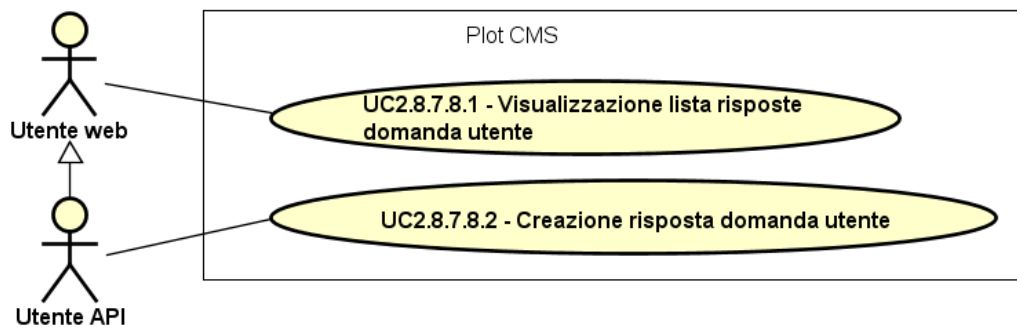 Plot CMS
UC2.8.7.8.1 - Visualizzazione lista risposte
domanda utente
Utente web
UC2.8.7.8.2 - Creazione risposta domanda utente
Utente API